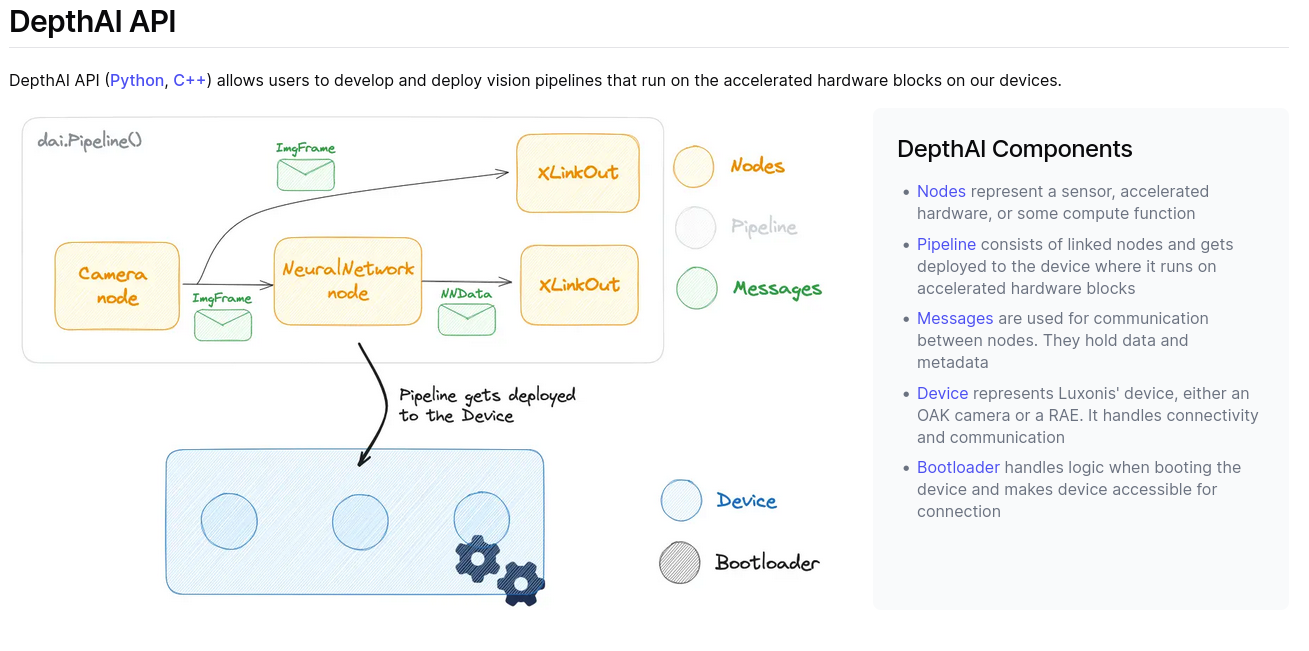 DepthAI API
DepthAI API (Python, C++) allows users to develop and deploy vision pipelines that run on the accelerated hardware blocks on our devices.
dai.Pipeline()
ImgFrame
XLinkOut
Camera
node
ImgFrame
NeuralNetwork
node
NNData
XLinkOut
Nodes
Pipeline
Messages
Pipeline gets deployed
to the Device
Device
Bootloader
DepthAI Components
• Nodes represent a sensor, accelerated
hardware, or some compute function
• Pipeline consists of linked nodes and gets
deployed to the device where it runs on
accelerated hardware blocks
• Messages are used for communication
between nodes. They hold data and
metadata
• Device represents Luxonis' device, either an
OAK camera or a RAE. It handles connectivity
and communication
• Bootloader handles logic when booting the
device and makes device accessible for
connection